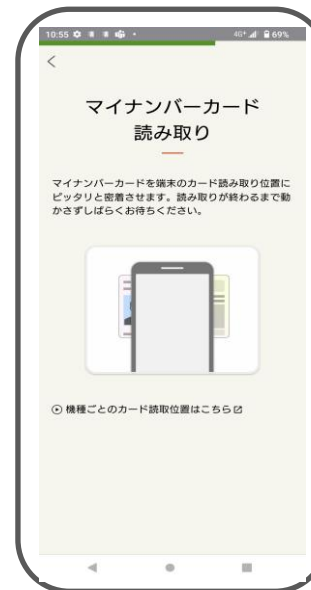 10:55 4G+ 69%
マイナンバーカード
読み取り
マイナンバーカードを端末のカード読み取り位置に
ピッタリと密着させます。読み取りが終わるまで動
かさずしばらくお待ちください。
機種ごとのカード読取位置はこちら